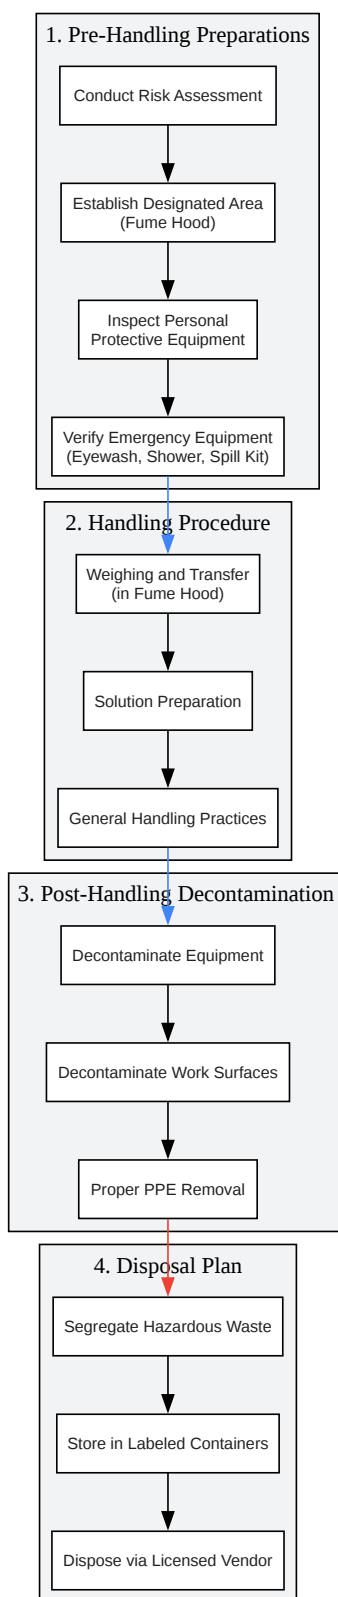 1. Pre-Handling Preparations
Conduct Risk Assessment
Establish Designated Area
(Fume Hood)
Inspect Personal
Protective Equipment
Verify Emergency Equipment
(Eyewash, Shower, Spill Kit)
2. Handling Procedure
Weighing and Transfer
(in Fume Hood)
Solution Preparation
General Handling Practices
3. Post-Handling Decontamination
Decontaminate Equipment
Decontaminate Work Surfaces
Proper PPE Removal
4. Disposal Plan
Segregate Hazardous Waste
Store in Labeled Containers
Dispose via Licensed Vendor